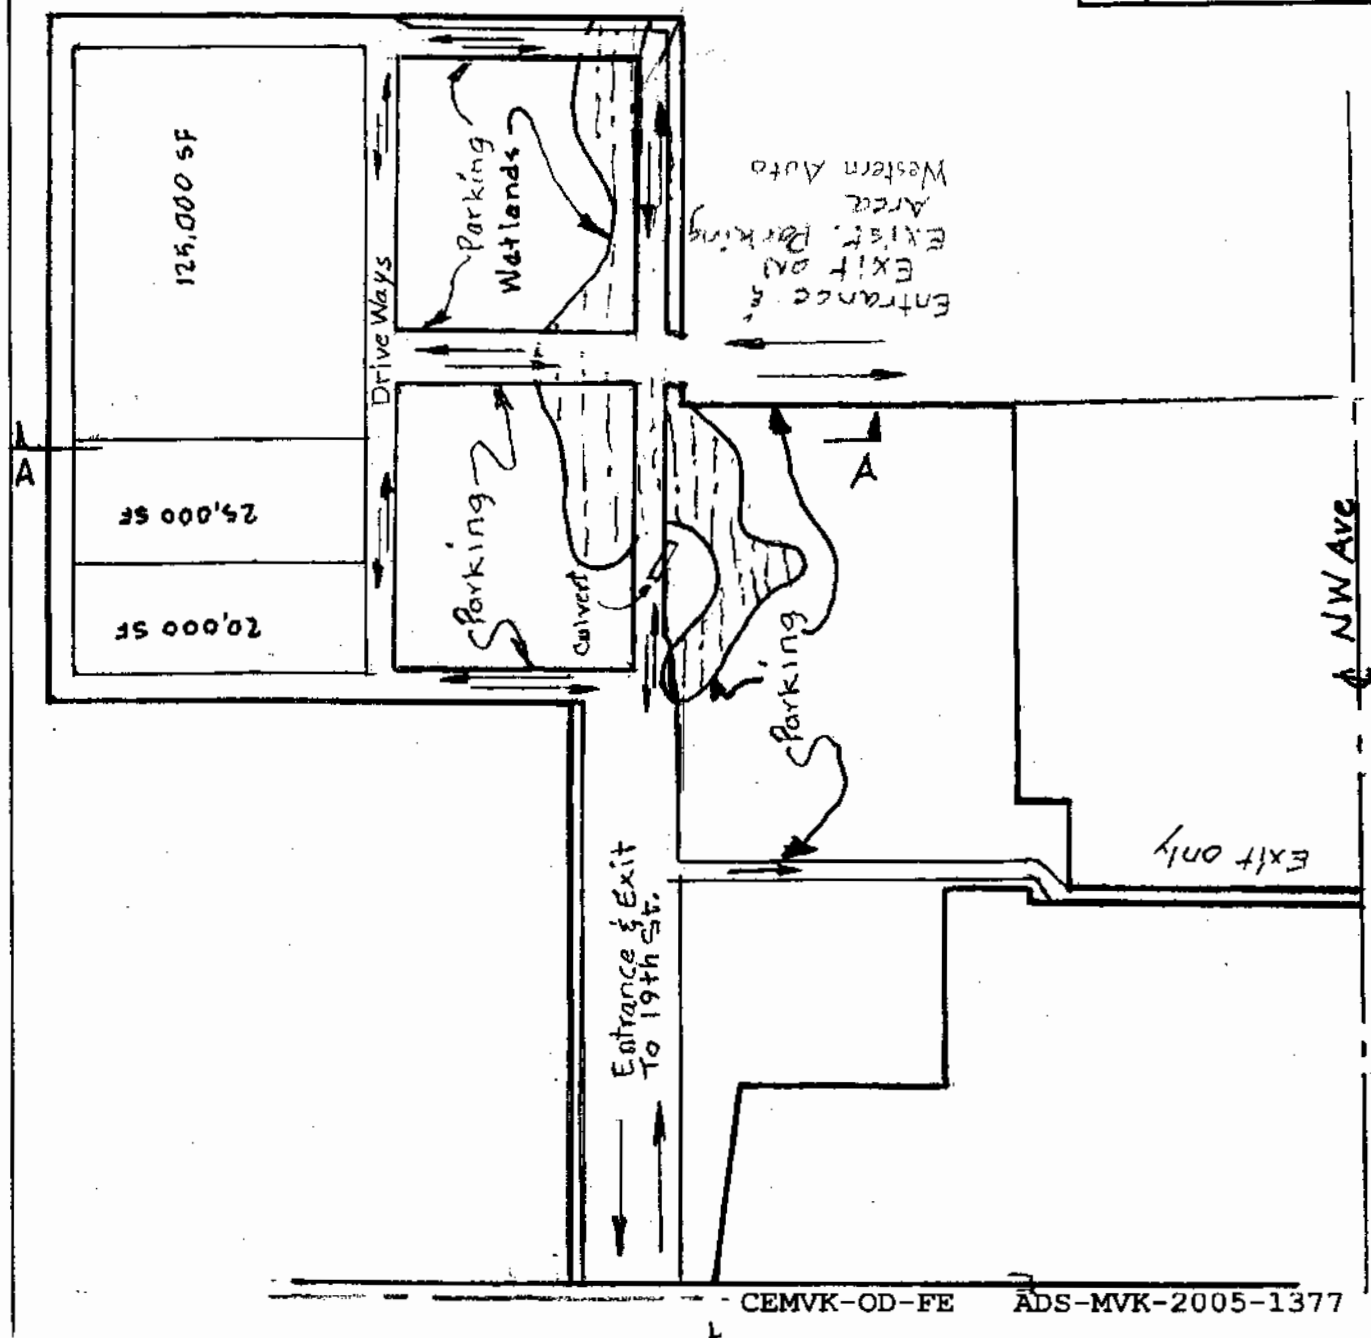 125,000 SF
25,000 SF
20,000 SF
Drive Ways
Parking
Wetlands
Parking
Culvert
Entrance &
Exit on
Exist. Parking
Area
Western Auto
A
A
Parking
NW Ave
Exit only
Entrance & Exit
To 19th St.
CEMVK-OD-FE ADS-MVK-2005-1377